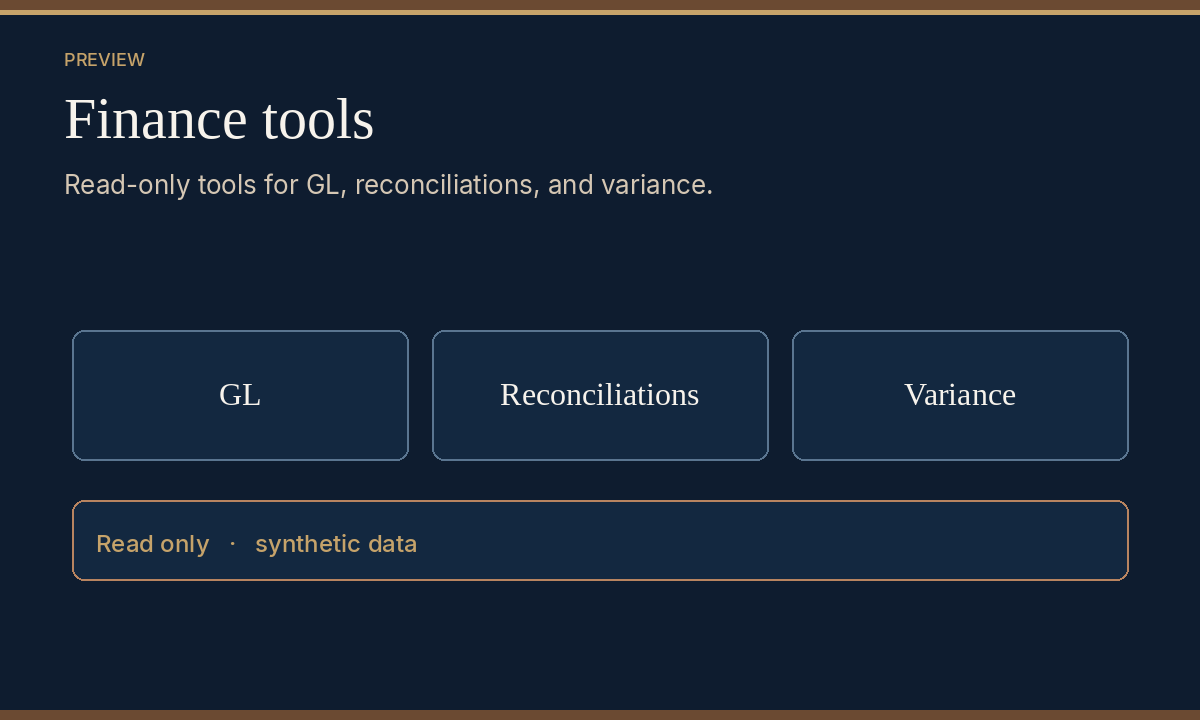 PREVIEW
Finance tools
Read-only tools for GL, reconciliations, and variance.
GL
Reconciliations
Variance
Read only · synthetic data